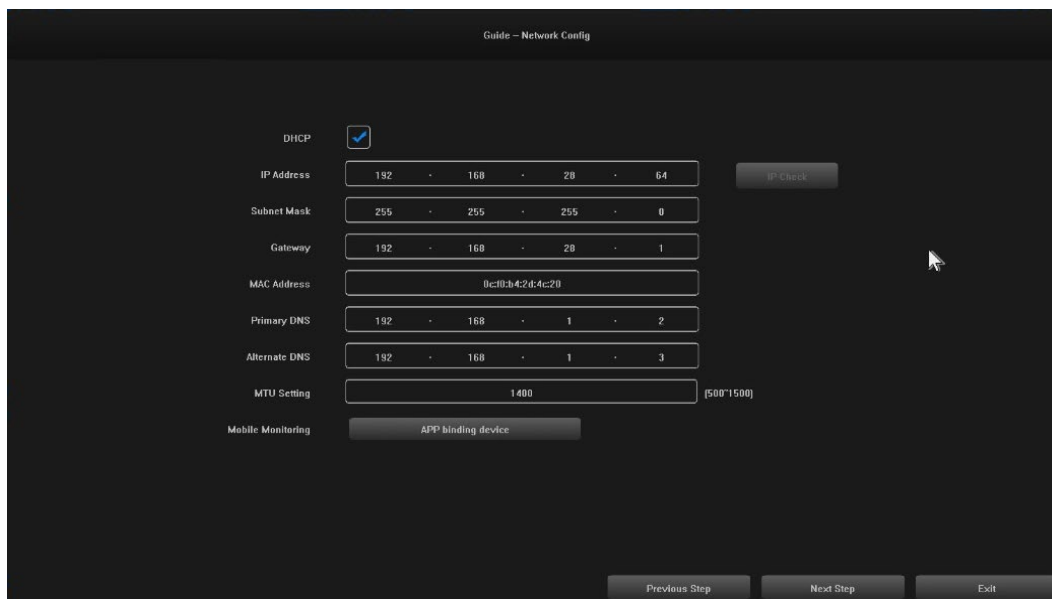 Guide – Network Config
DHCP
IP Address 192 . 168 . 28 . 64 IP Check
Subnet Mask 255 . 255 . 255 . 0
Gateway 192 . 168 . 28 . 1
MAC Address 0c:f0:b4:2d:4c:20
Primary DNS 192 . 168 . 1 . 2
Alternate DNS 192 . 168 . 1 . 3
MTU Setting 1400 (500~1500)
Mobile Monitoring APP binding device
Previous Step Next Step Exit